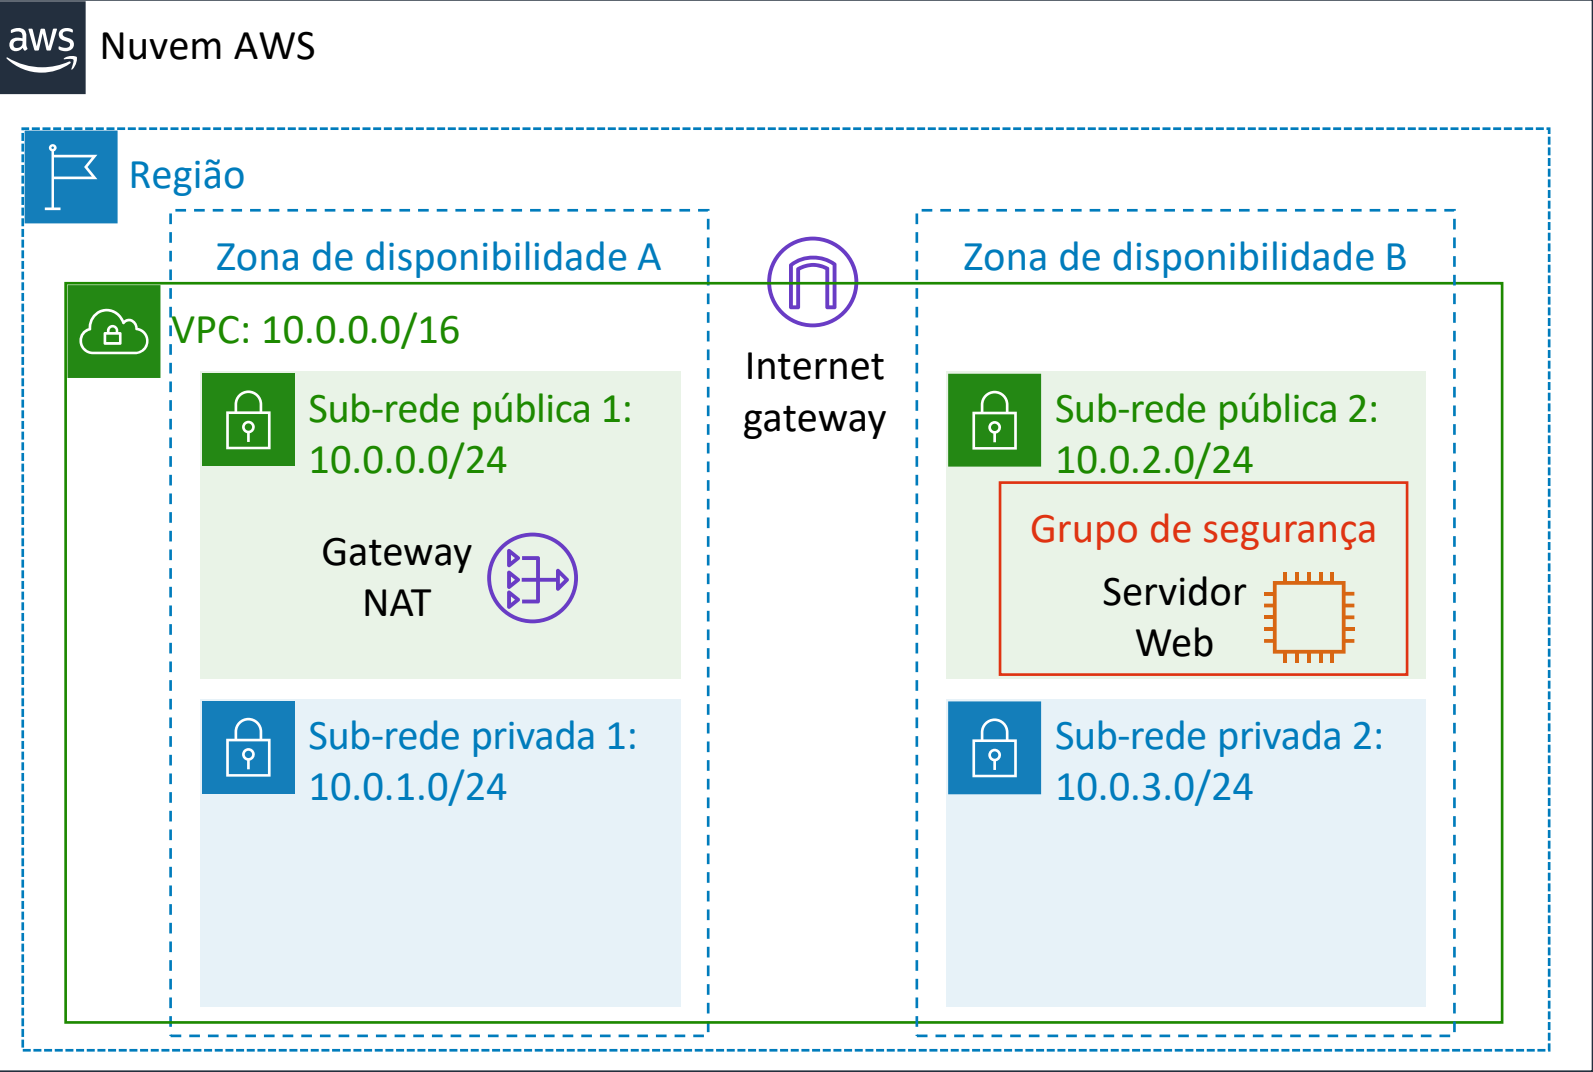 aws
Nuvem AWS
Região
Zona de disponibilidade A
Zona de disponibilidade B
VPC: 10.0.0.0/16
Internet
gateway
Sub-rede pública 1:
10.0.0.0/24
Gateway
NAT
Sub-rede pública 2:
10.0.2.0/24
Grupo de segurança
Servidor
Web
Sub-rede privada 1:
10.0.1.0/24
Sub-rede privada 2:
10.0.3.0/24